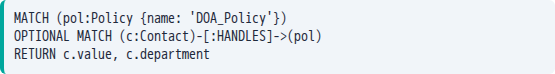 MATCH (pol:Policy {name: 'DOA_Policy'})
OPTIONAL MATCH (c:Contact)-[:HANDLES]->(pol)
RETURN c.value, c.department